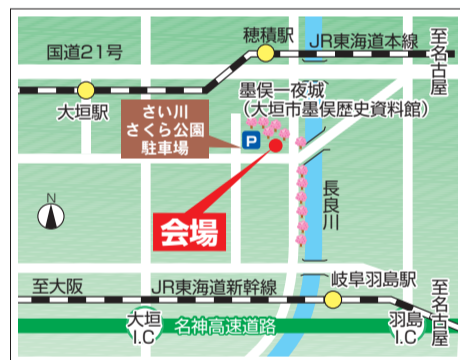 国道21号
穂積駅
JR東海道本線
至名古屋
大垣駅
墨俣一夜城
(大垣市墨俣歴史資料館)
さい川
さくら公園
駐車場
P
N
会場
長良川
至大阪
JR東海道新幹線
岐阜羽島駅
至名古屋
大垣
I.C
名神高速道路
羽島
I.C